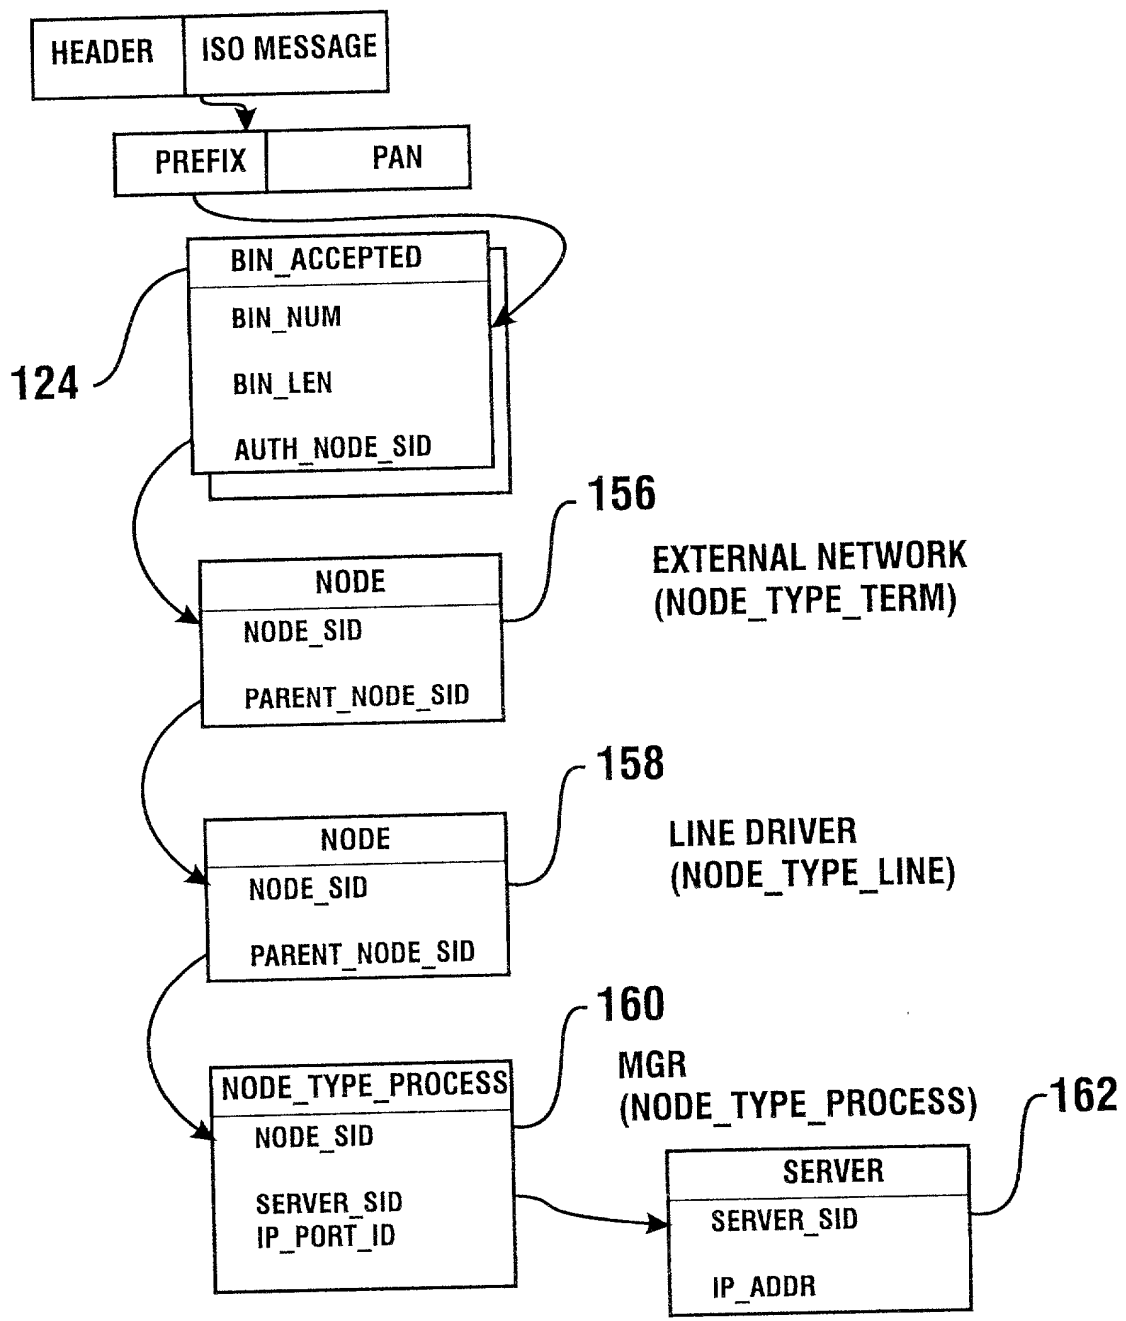 HEADER
ISO MESSAGE
PREFIX
PAN
BIN_ACCEPTED
BIN_NUM
BIN_LEN
AUTH_NODE_SID
124
156
EXTERNAL NETWORK
(NODE_TYPE_TERM)
NODE
NODE_SID
PARENT_NODE_SID
158
LINE DRIVER
(NODE_TYPE_LINE)
NODE
NODE_SID
PARENT_NODE_SID
160
MGR
(NODE_TYPE_PROCESS)
162
NODE_TYPE_PROCESS
NODE_SID
SERVER_SID
IP_PORT_ID
SERVER
SERVER_SID
IP_ADDR